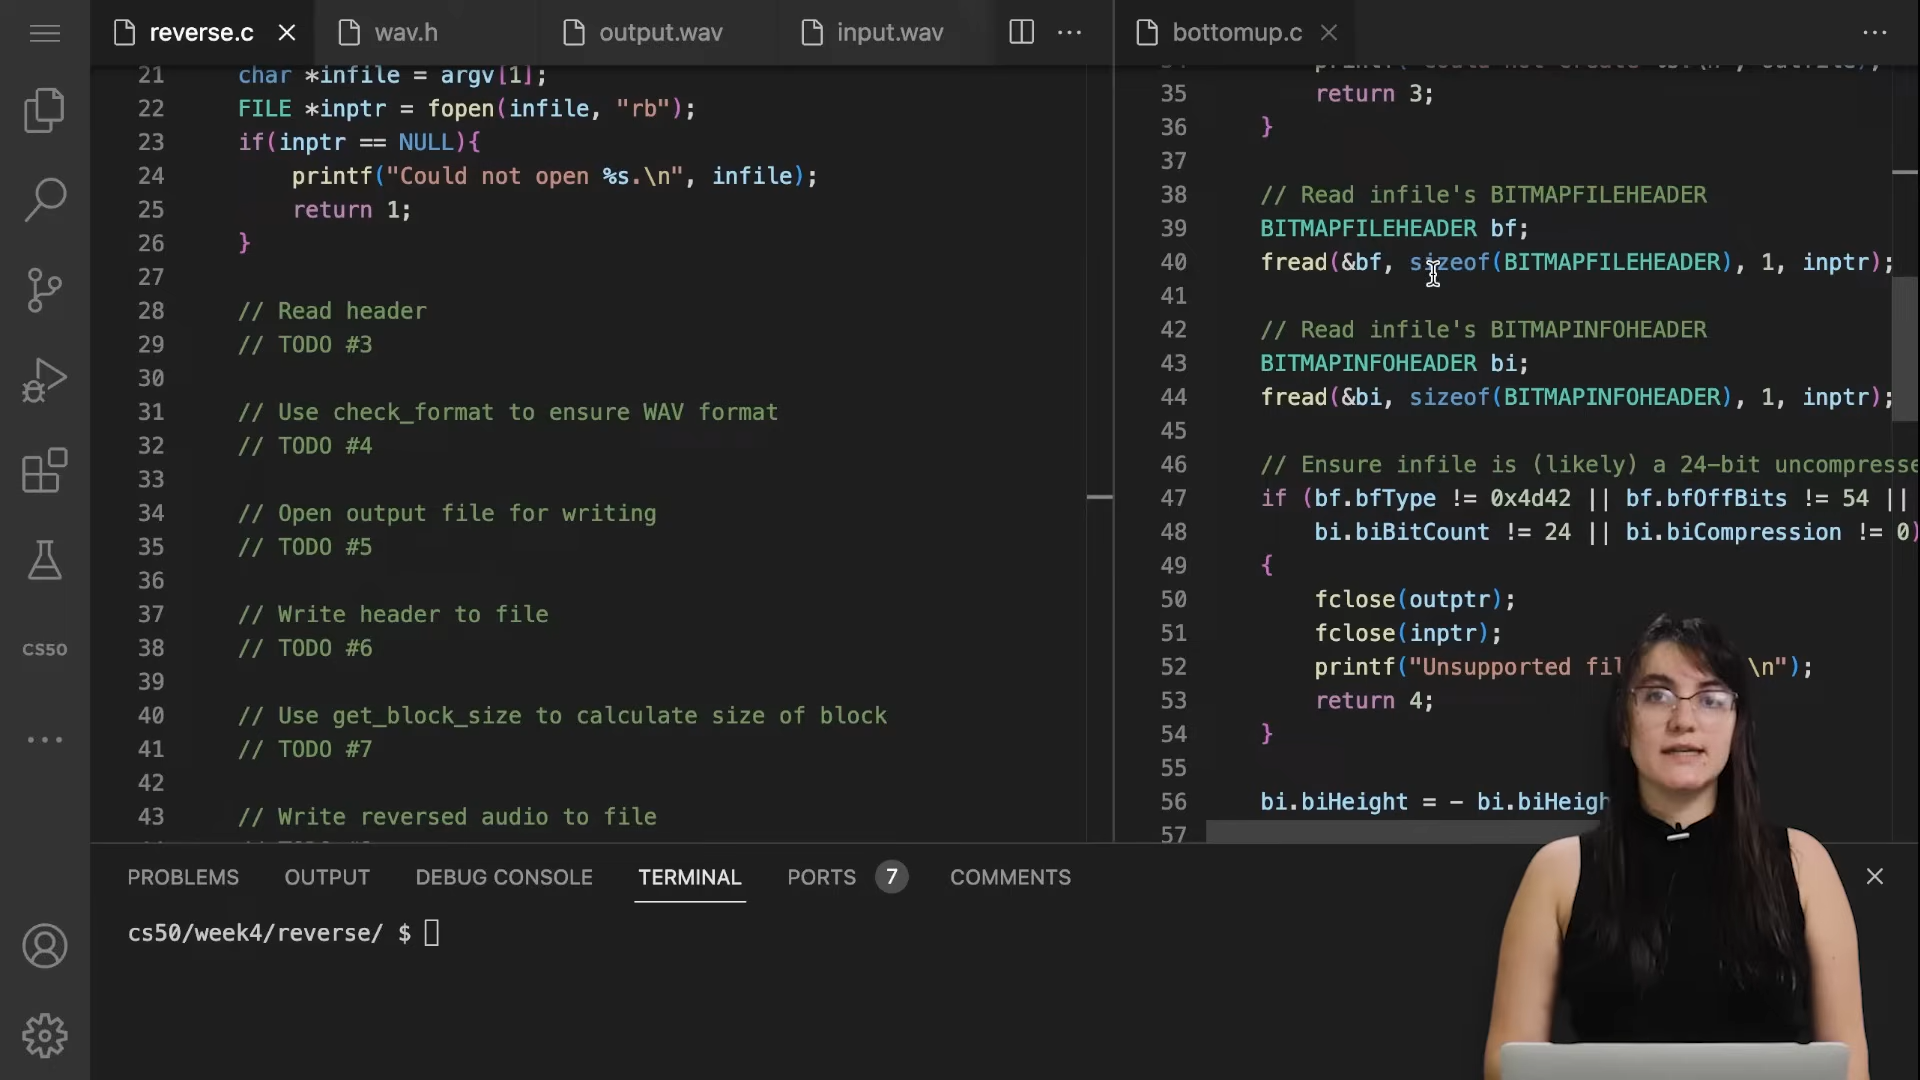 reverse.c
wav.h
output.wav
input.wav
21 char *infile = argv[1];
22 FILE *inptr = fopen(infile, "rb");
23 if(inptr == NULL){
24 printf("Could not open %s.\n", infile);
25 return 1;
26 }
27
28 // Read header
29 // TODO #3
30
31 // Use check_format to ensure WAV format
32 // TODO #4
33
34 // Open output file for writing
35 // TODO #5
36
37 // Write header to file
38 // TODO #6
39
40 // Use get_block_size to calculate size of block
41 // TODO #7
42
43 // Write reversed audio to file
bottomup.c
35 return 3;
36 }
37
38 // Read infile's BITMAPFILEHEADER
39 BITMAPFILEHEADER bf;
40 fread(&bf, sizeof(BITMAPFILEHEADER), 1, inptr);
41
42 // Read infile's BITMAPINFOHEADER
43 BITMAPINFOHEADER bi;
44 fread(&bi, sizeof(BITMAPINFOHEADER), 1, inptr);
45
46 // Ensure infile is (likely) a 24-bit uncompresse
47 if (bf.bfType != 0x4d42 || bf.bfOffBits != 54 ||
48 bi.biBitCount != 24 || bi.biCompression != 0)
49 {
50 fclose(outptr);
51 fclose(inptr);
52 printf("Unsupported fil \n");
53 return 4;
54 }
55
56 bi.biHeight = - bi.biHeigh
57
CS50
PROBLEMS
OUTPUT
DEBUG CONSOLE
TERMINAL
PORTS 7
COMMENTS
cs50/week4/reverse/ $